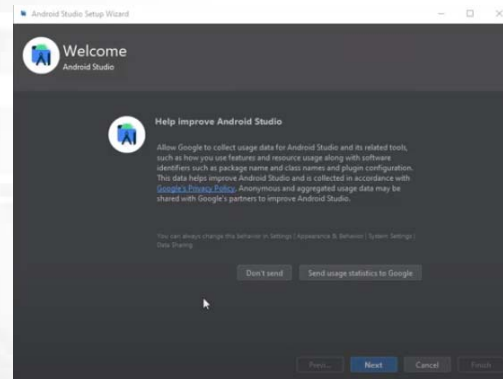 Android Studio Setup Wizard
Welcome
Android Studio
Help improve Android Studio
Allow Google to collect usage data for Android Studio and its related tools,
such as how you use features and resource usage along with software
identifiers such as package name and class names and plugin configuration.
This data helps improve Android Studio and is collected in accordance with
Google's Privacy Policy. Anonymous and aggregated usage data may be
shared with Google's partners to improve Android Studio.
You can always change this behavior in Settings | Appearance & Behavior | System Settings |
Data Sharing
Don't send Send usage statistics to Google
Previ... Next Cancel Finish